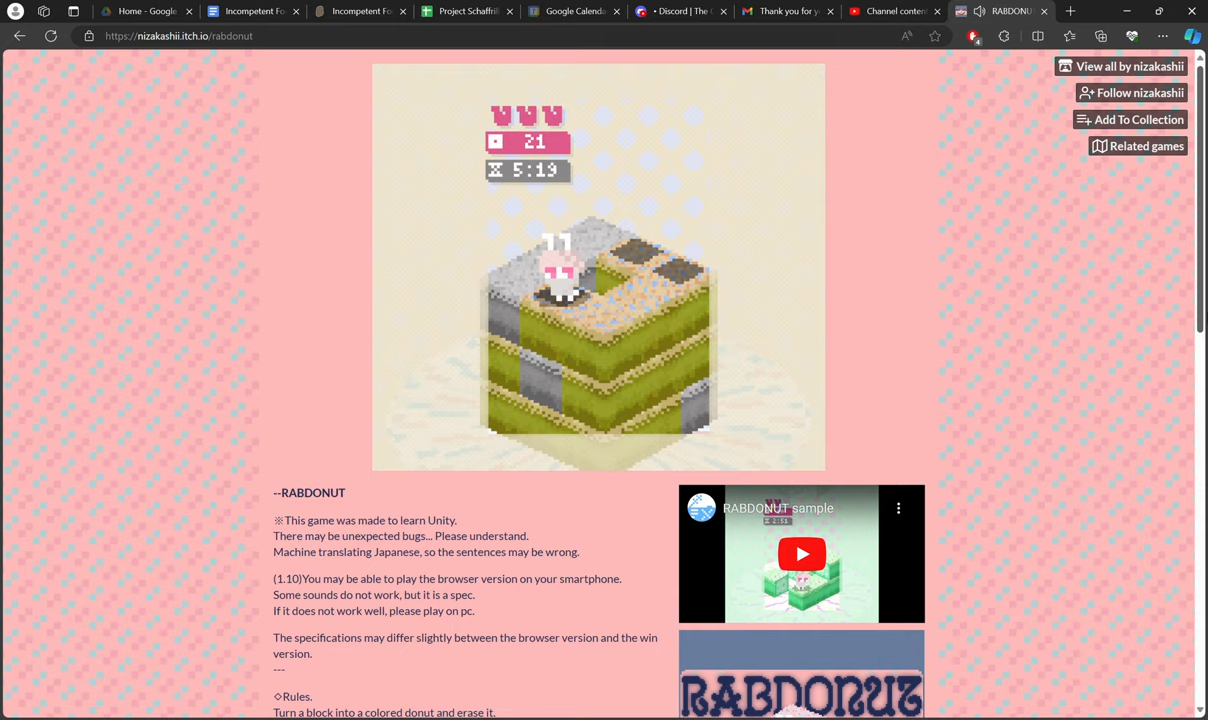 Home - Google
Incompetent Fo
Incompetent Fo
Project Schaffril
Google Calenda
• Discord | The C
Thank you for y
Channel content
RABDONU
https://nizakashii.itch.io/rabdonut
4
View all by nizakashii
Follow nizakashii
Add To Collection
Related games
21
5:19
--RABDONUT
※This game was made to learn Unity.
There may be unexpected bugs... Please understand.
Machine translating Japanese, so the sentences may be wrong.
(1.10)You may be able to play the browser version on your smartphone.
Some sounds do not work, but it is a spec.
If it does not work well, please play on pc.
The specifications may differ slightly between the browser version and the win
version.
---
◇Rules.
Turn a block into a colored donut and erase it.
RABDONUT sample
2:51
RABDONUT